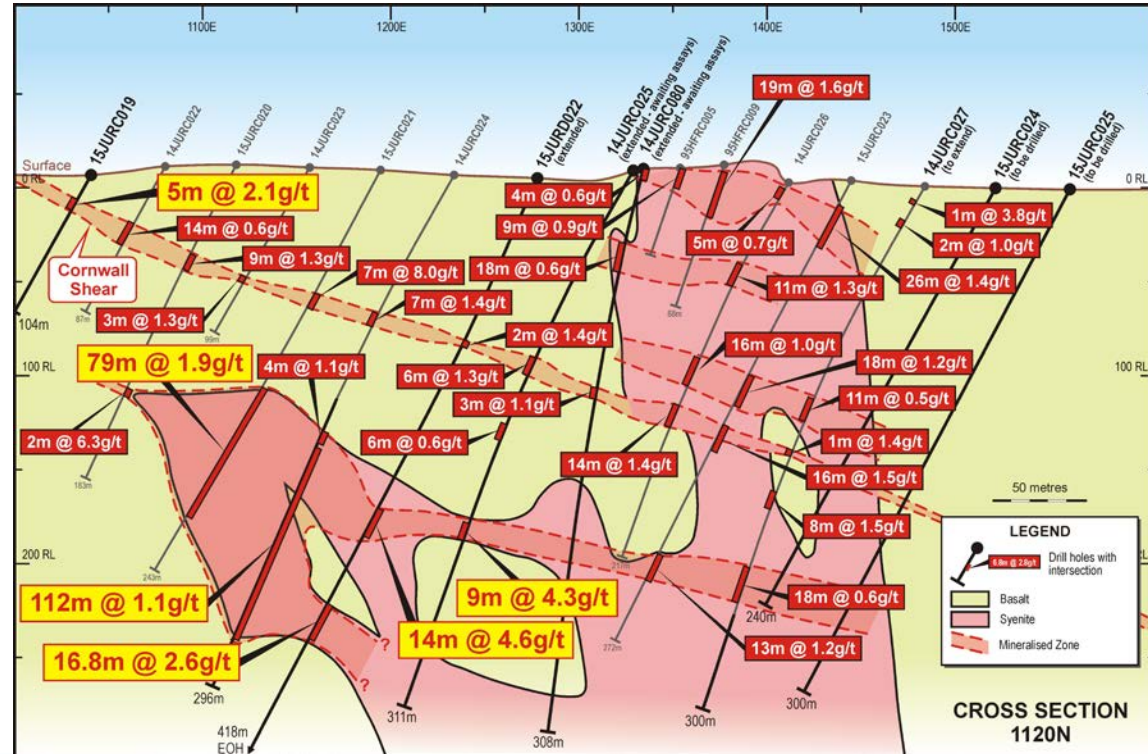 1100E
1200E
1300E
1400E
1500E
15JURC019
14JURC022
15JURC020
14JURC023
15JURC021
14JURC024
15JURD022
(extended)
14JURC025
(extended - awaiting assays)
14JURC080
(extended - awaiting assays)
95HFRC005
95HFRC009
14JURC026
15JURC023
14JURC027
(to extended)
15JURC024
(to be drilled)
15JURC025
(to be drilled)
Surface
0 RL
0 RL
19m @ 1.6g/t
5m @ 2.1g/t
4m @ 0.6g/t
1m @ 3.8g/t
14m @ 0.6g/t
9m @ 0.9g/t
5m @ 0.7g/t
2m @ 1.0g/t
Cornwall
Shear
9m @ 1.3g/t
7m @ 8.0g/t
18m @ 0.6g/t
11m @ 1.3g/t
26m @ 1.4g/t
104m
87m
3m @ 1.3g/t
99m
7m @ 1.4g/t
68m
2m @ 1.4g/t
16m @ 1.0g/t
79m @ 1.9g/t
4m @ 1.1g/t
6m @ 1.3g/t
18m @ 1.2g/t
100 RL
100 RL
3m @ 1.1g/t
11m @ 0.5g/t
2m @ 6.3g/t
6m @ 0.6g/t
1m @ 1.4g/t
14m @ 1.4g/t
16m @ 1.5g/t
183m
8m @ 1.5g/t
50 metres
LEGEND
Drill holes with
intersection
Basalt
Syenite
Mineralised Zone
200 RL
243m
112m @ 1.1g/t
9m @ 4.3g/t
18m @ 0.6g/t
240m
14m @ 4.6g/t
13m @ 1.2g/t
16.8m @ 2.6g/t
?
?
272m
296m
311m
300m
300m
418m
EOH
308m
CROSS SECTION
1120N